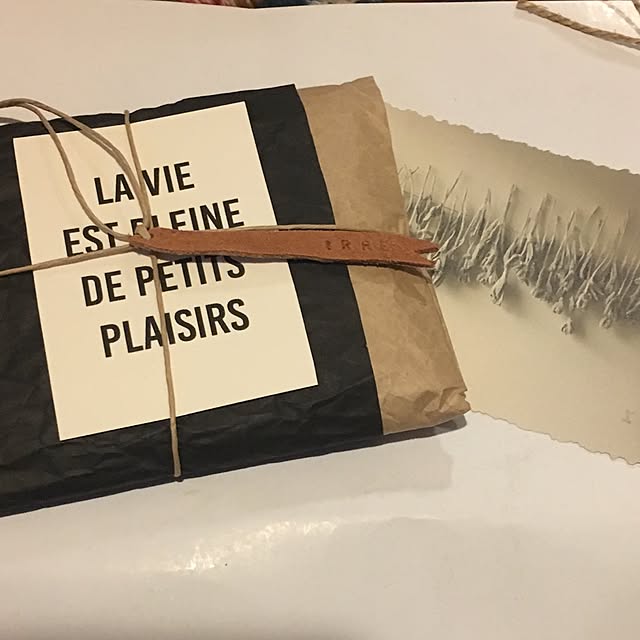 LA VIE
EST PLEINE
DE PETITS
PLAISIRS